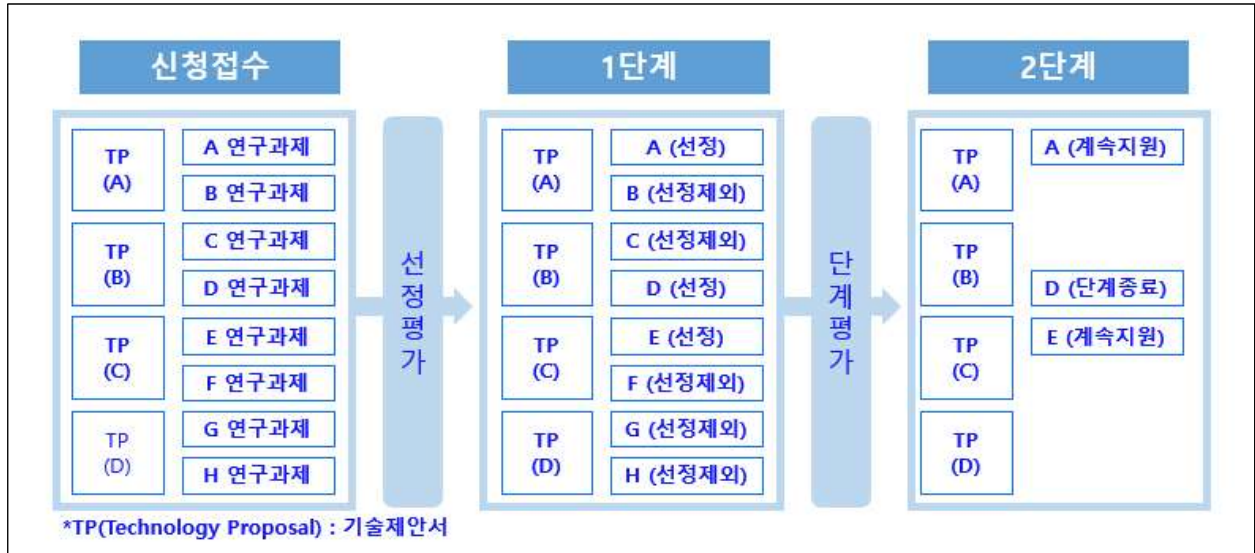 신청접수
TP
(A)
A 연구과제
B 연구과제
TP
(B)
C 연구과제
D 연구과제
TP
(C)
E 연구과제
F 연구과제
TP
(D)
G 연구과제
H 연구과제
선정평가
1단계
TP
(A)
A (선정)
B (선정제외)
TP
(B)
C (선정제외)
D (선정)
TP
(C)
E (선정)
F (선정제외)
TP
(D)
G (선정제외)
H (선정제외)
단계평가
2단계
TP
(A)
A (계속지원)
TP
(B)
D (단계종료)
TP
(C)
E (계속지원)
TP
(D)
*TP(Technology Proposal) : 기술제안서